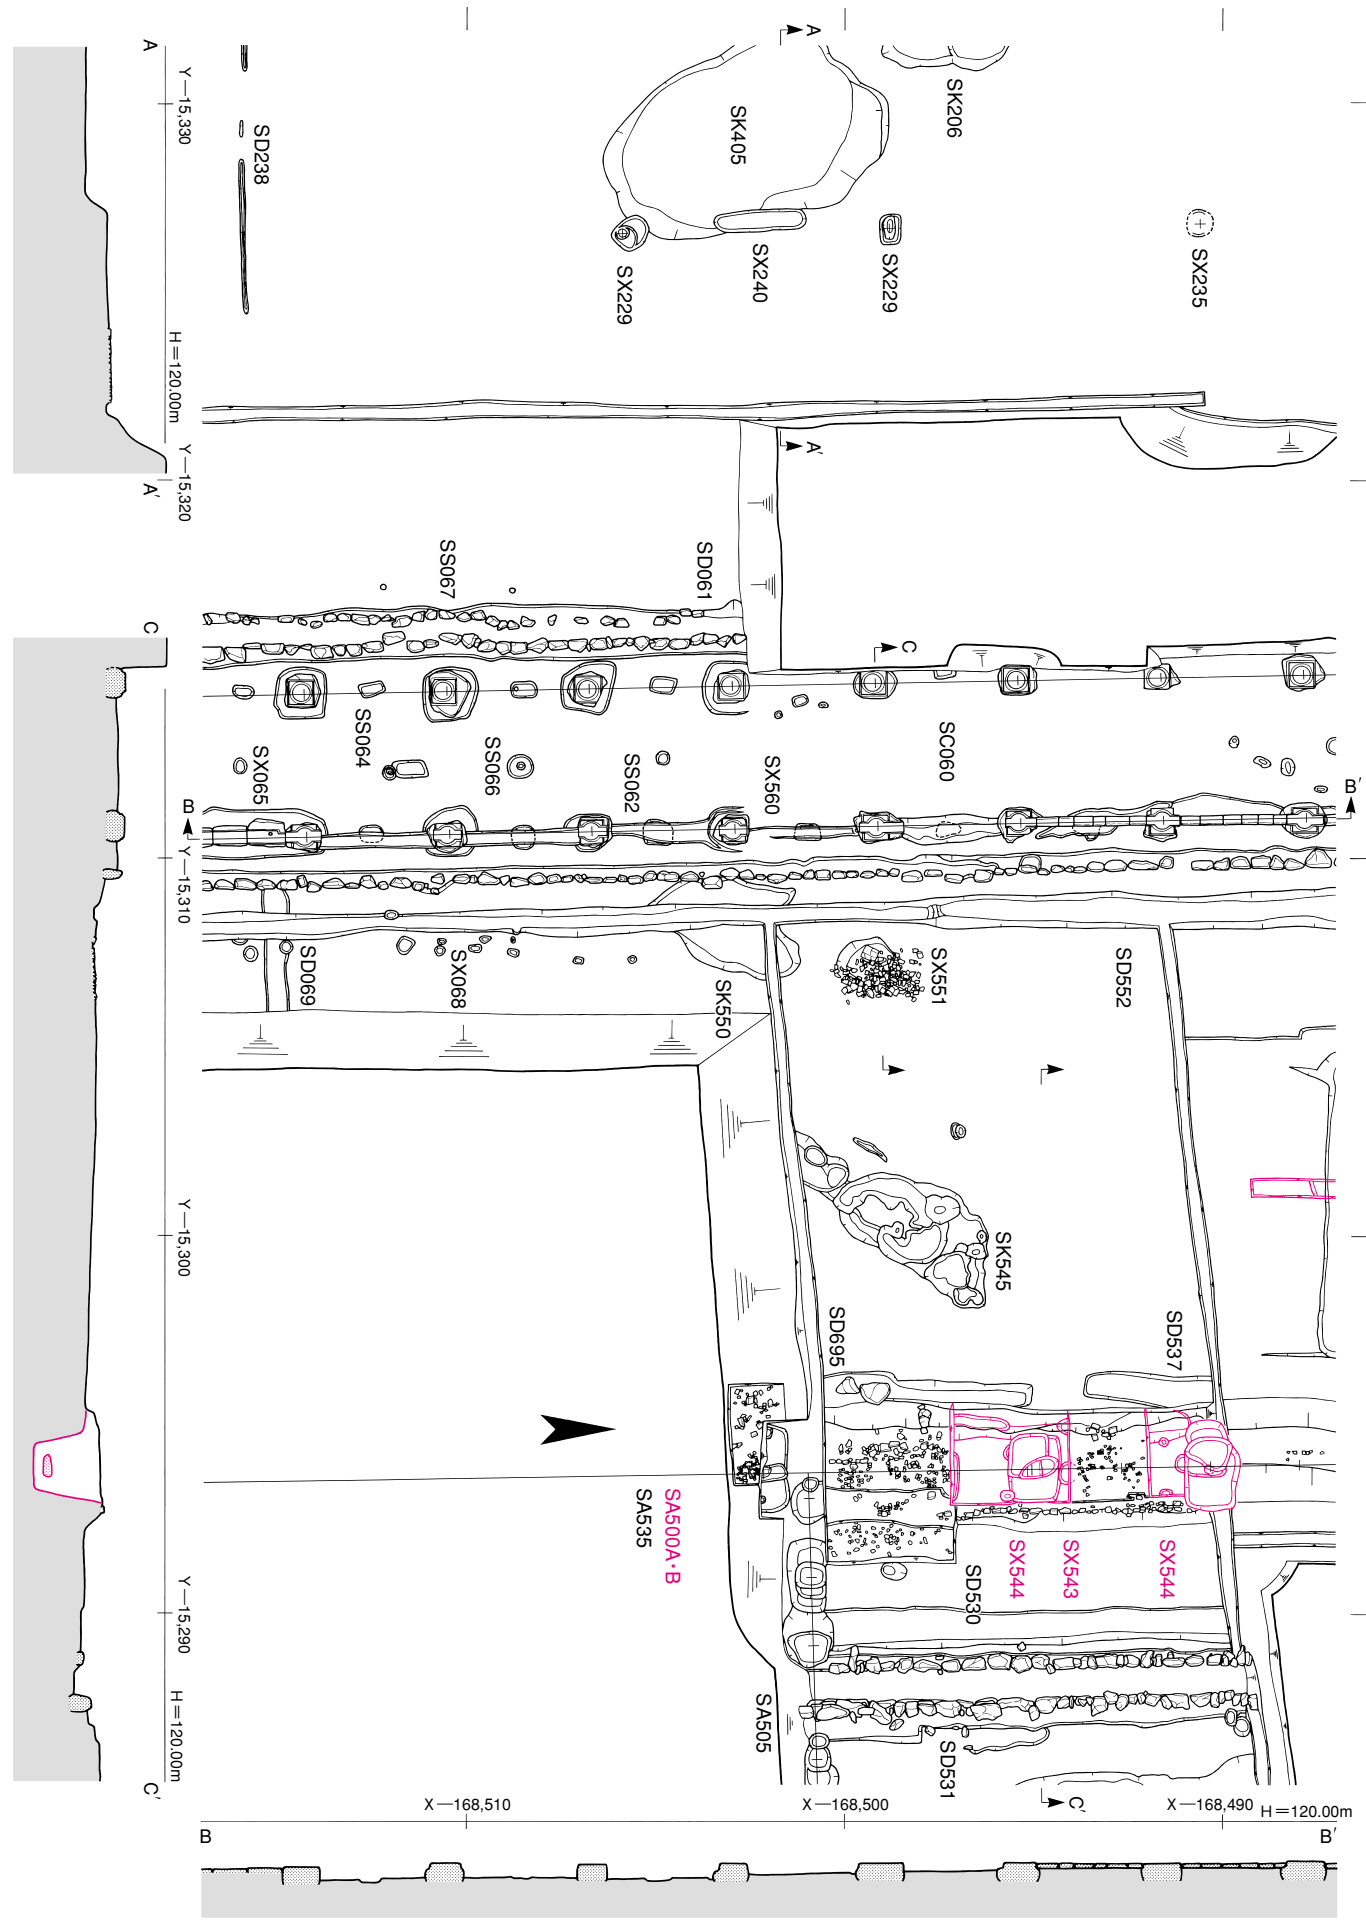 A
Y—15,330
SD238
H=120.00m
Y—15,320
A′
A
SK405
SK206
SX229
SX240
SX229
SX235
A′
SS067
SD061
C
C
SS064
SX065
SS066
SS062
SX560
SC060
B
B′
Y—15,310
SD069
SX068
SK550
SX551
SD552
Y—15,300
SK545
SD695
SD537
SA535
SA500A・B
SX544
SX543
SX544
SD530
Y—15,290
H=120.00m
C′
SA505
SD531
C′
X—168,510
X—168,500
X—168,490
H=120.00m
B
B′